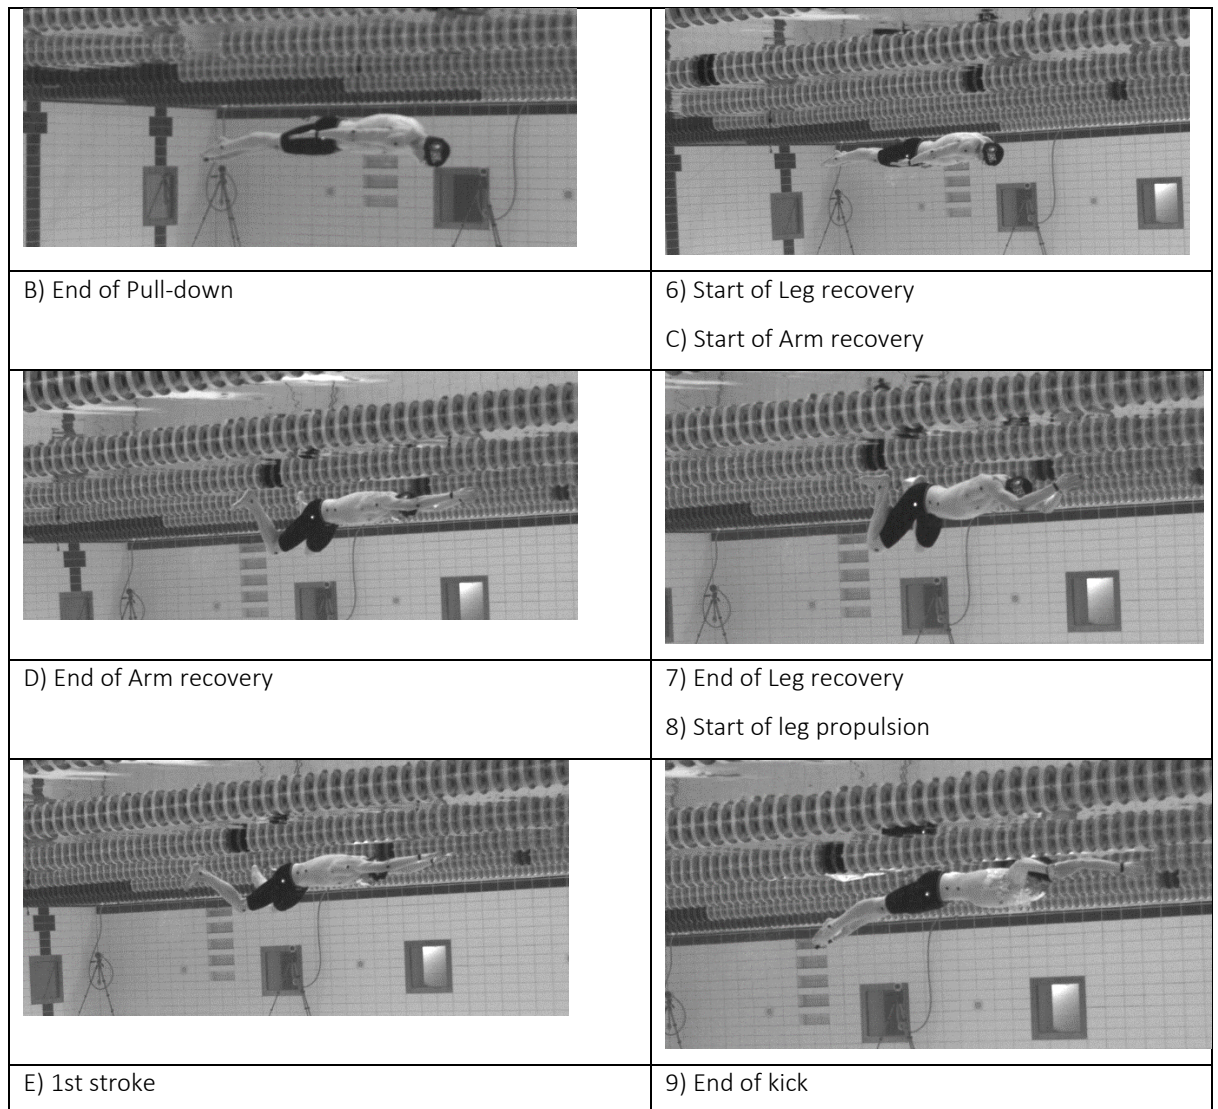 B) End of Pull-down
6) Start of Leg recovery
C) Start of Arm recovery
D) End of Arm recovery
7) End of Leg recovery
8) Start of leg propulsion
E) 1st stroke
9) End of kick